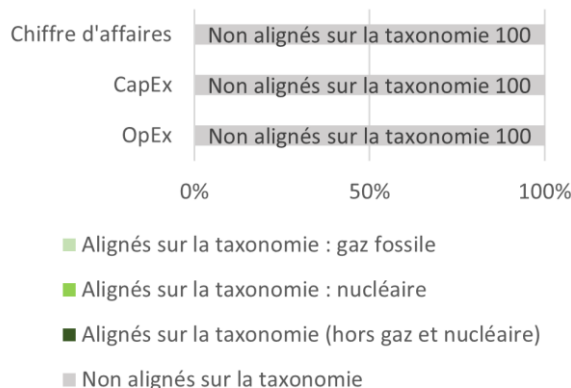 Chiffre d'affaires Non alignés sur la taxonomie 100
CapEx Non alignés sur la taxonomie 100
OpEx Non alignés sur la taxonomie 100
0% 50% 100%
Alignés sur la taxonomie : gaz fossile
Alignés sur la taxonomie : nucléaire
Alignés sur la taxonomie (hors gaz et nucléaire)
Non alignés sur la taxonomie